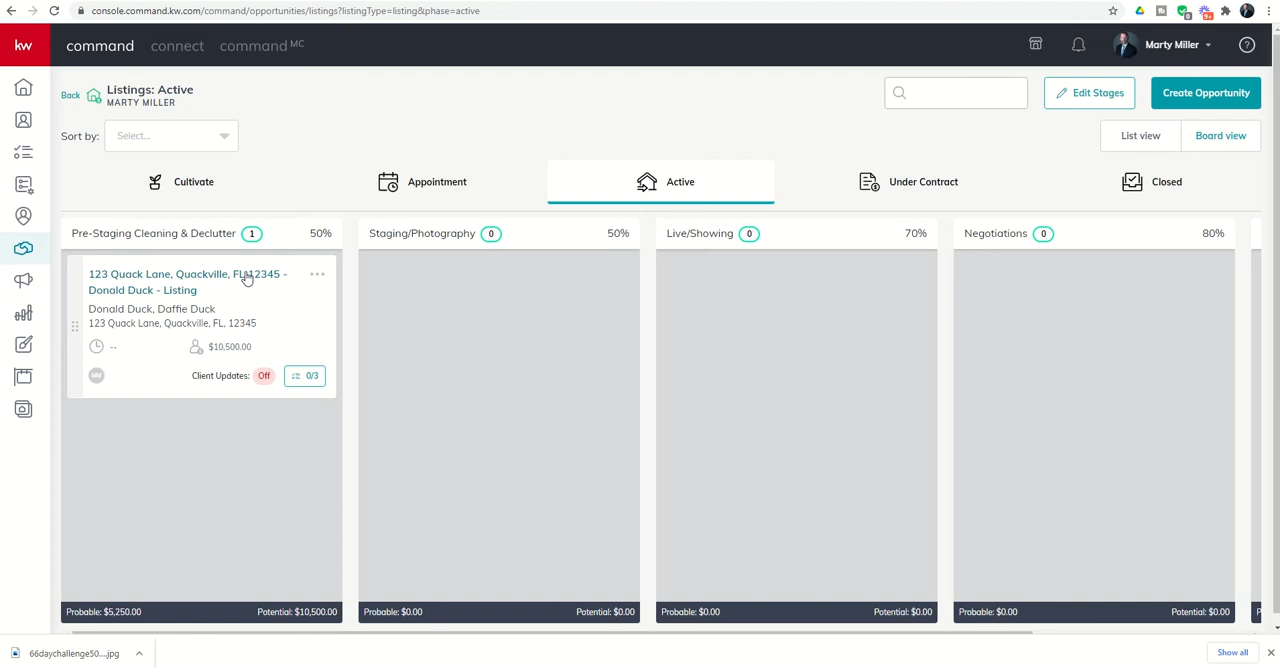 console.command.kw.com/command/opportunities/listings?listingType=listing&phase=active
9+
kw
command
connect
command MC
Marty Miller
?
Back
Listings: Active
MARTY MILLER
Edit Stages
Create Opportunity
Sort by:
Select...
List view
Board view
Cultivate
Appointment
Active
Under Contract
Closed
Pre-Staging Cleaning & Declutter 1 50%
Staging/Photography 0 50%
Live/Showing 0 70%
Negotiations 0 80%
123 Quack Lane, Quackville, FL, 12345 -
Donald Duck - Listing
Donald Duck, Daffie Duck
123 Quack Lane, Quackville, FL, 12345
-- $10,500.00
MM Client Updates: Off 0/3
Probable: $5,250.00 Potential: $10,500.00
Probable: $0.00 Potential: $0.00
Probable: $0.00 Potential: $0.00
Probable: $0.00 Potential: $0.00
P
66daychallenge50....jpg
Show all